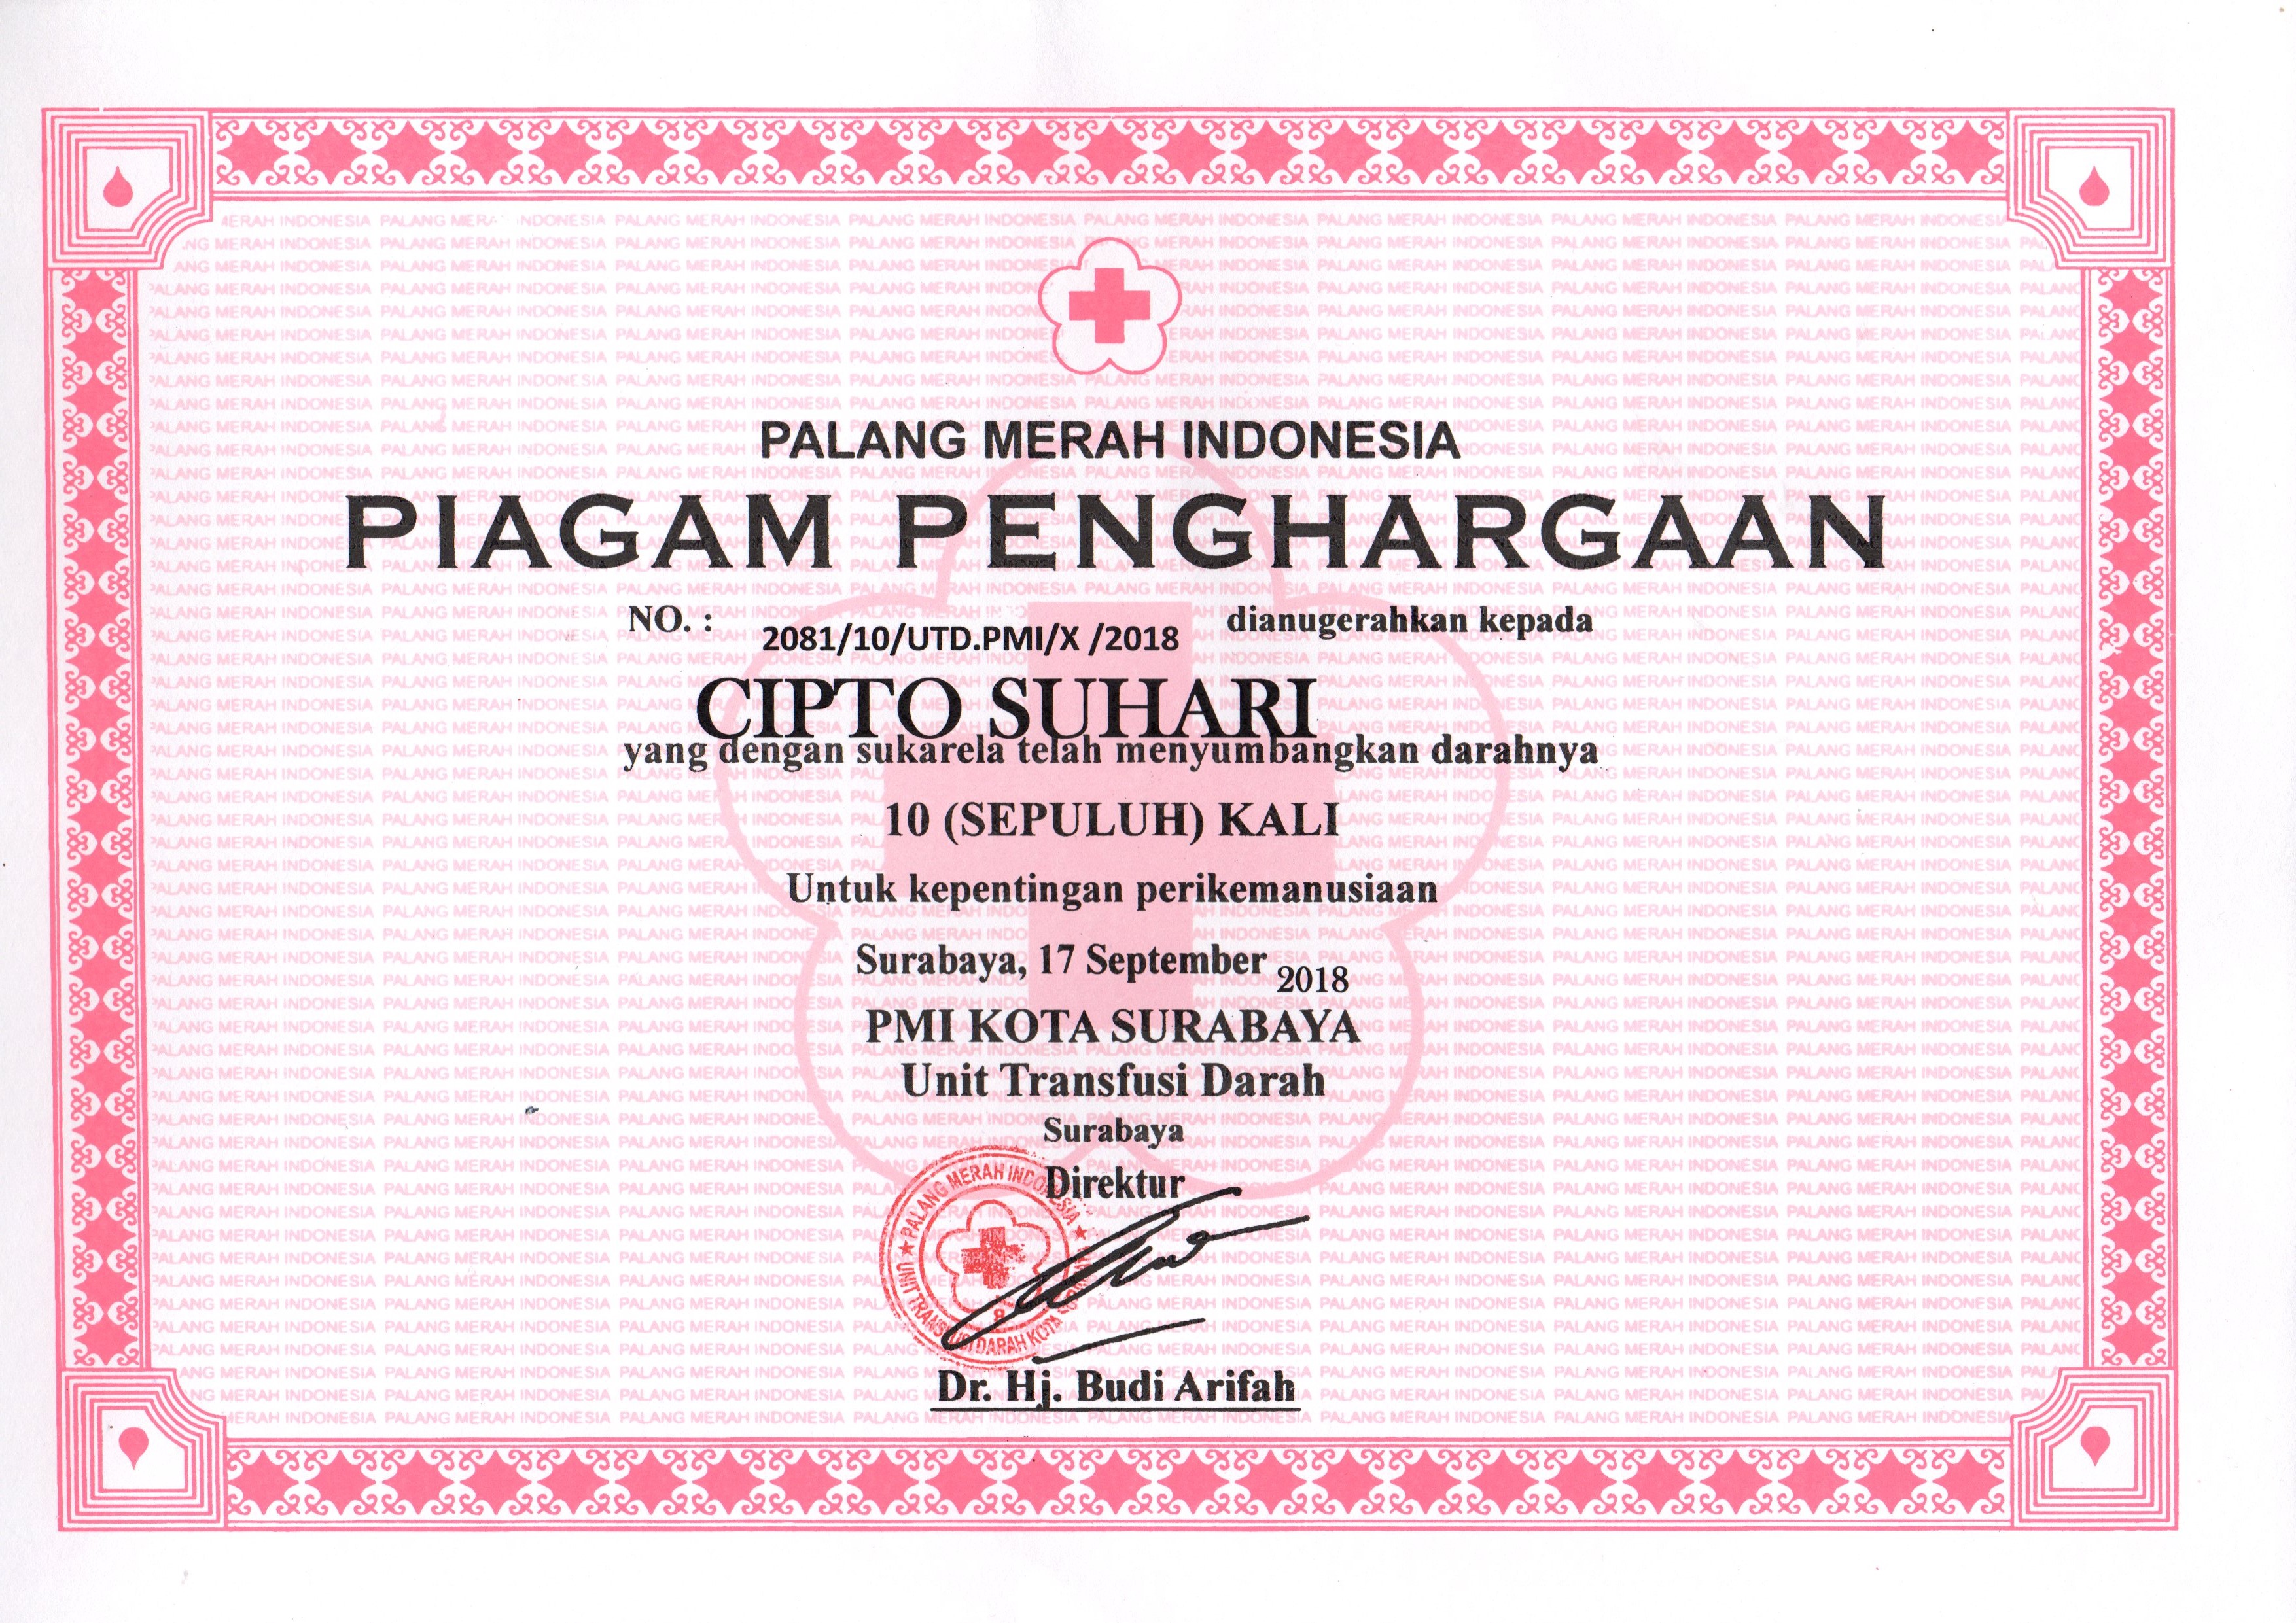 PALANG MERAH INDONESIA
PIAGAM PENGHARGAAN
NO. : 2081/10/UTD.PMI/X /2018 dianugerahkan kepada
CIPTO SUHARI
yang dengan sukarela telah menyumbangkan darahnya
10 (SEPULUH) KALI
Untuk kepentingan perikemanusiaan
Surabaya, 17 September 2018
PMI KOTA SURABAYA
Unit Transfusi Darah
Surabaya
Direktur
PALANG MERAH INDONESIA
UNIT TRANSFUSI DARAH KOTA
Dr. Hj. Budi Arifah